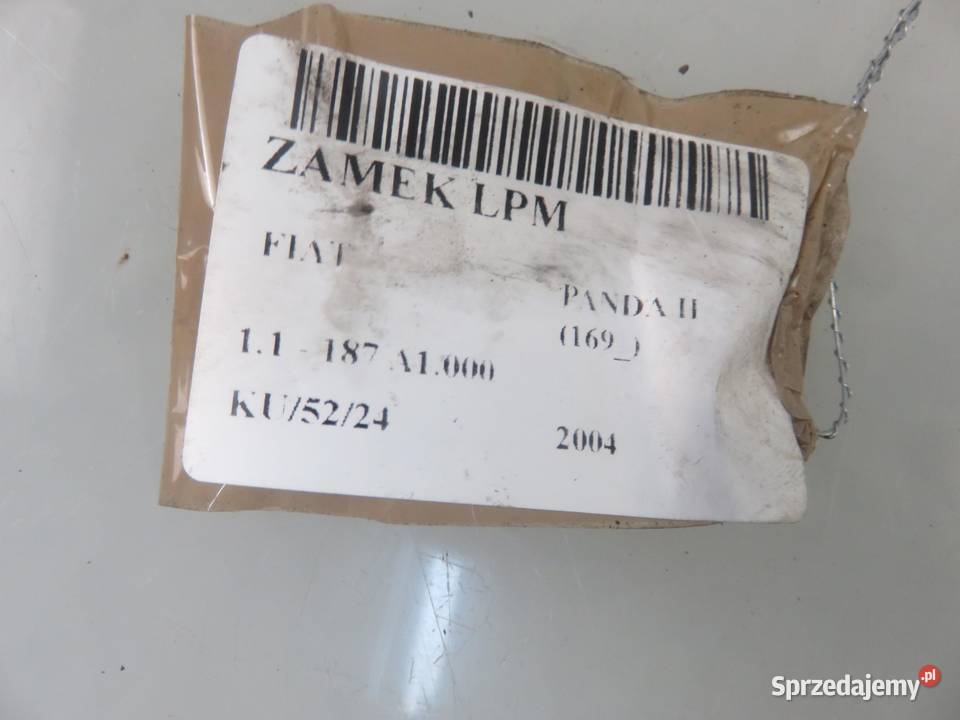 ZAMEK LPM
FIAT
PANDA II
(169_)
1.1 - 187 A1.000
KU/52/24
2004
Sprzedajemy.pl